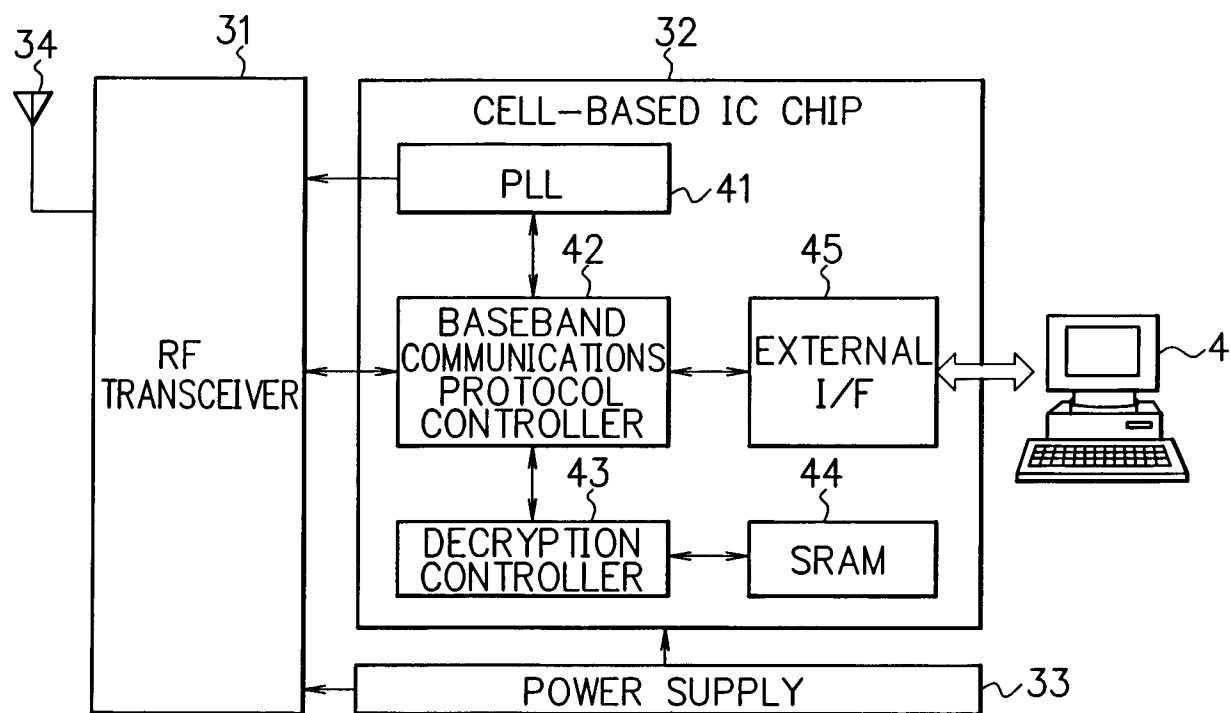 34
31
32
CELL-BASED IC CHIP
PLL
41
42
45
BASEBAND
COMMUNICATIONS
PROTOCOL
CONTROLLER
EXTERNAL
I/F
RF
TRANSCEIVER
4
43
44
DECRYPTION
CONTROLLER
SRAM
POWER SUPPLY
33